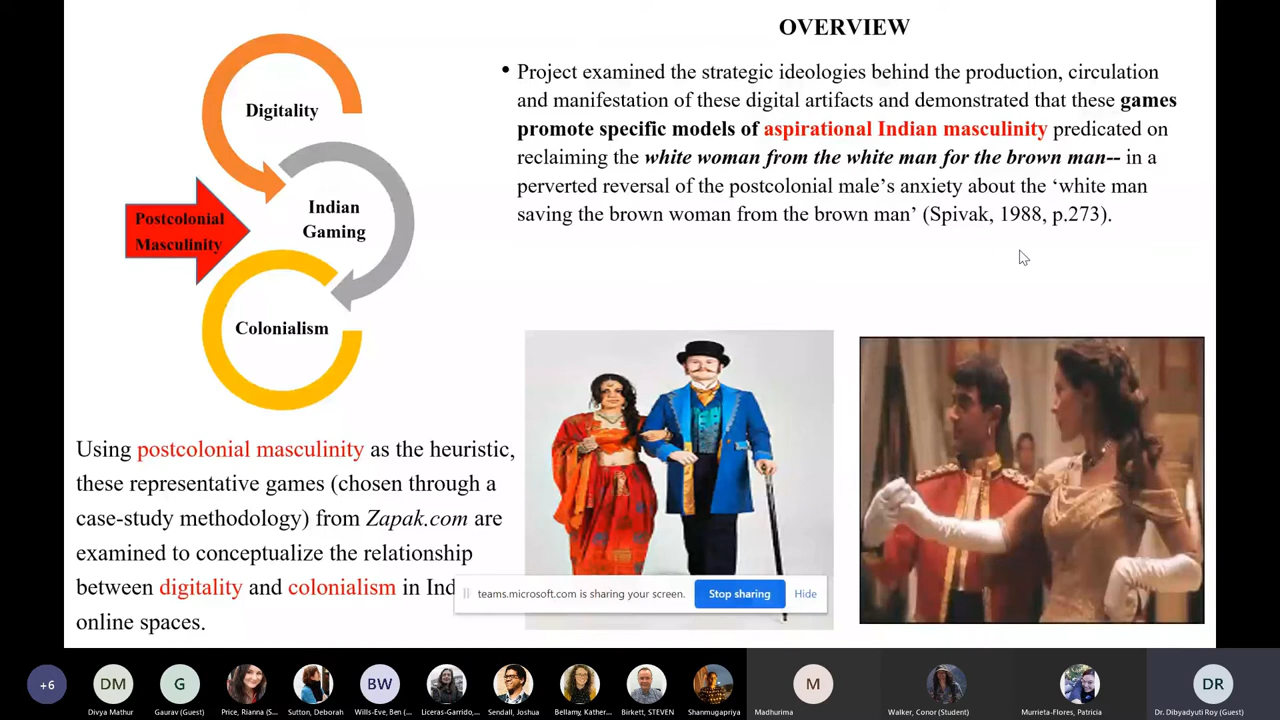 OVERVIEW
Digitality
Indian
Gaming
Postcolonial
Masculinity
Colonialism
• Project examined the strategic ideologies behind the production, circulation
and manifestation of these digital artifacts and demonstrated that these games
promote specific models of aspirational Indian masculinity predicated on
reclaiming the white woman from the white man for the brown man-- in a
perverted reversal of the postcolonial male’s anxiety about the ‘white man
saving the brown woman from the brown man’ (Spivak, 1988, p.273).
Using postcolonial masculinity as the heuristic,
these representative games (chosen through a
case-study methodology) from Zapak.com are
examined to conceptualize the relationship
between digitality and colonialism in Ind
online spaces.
teams.microsoft.com is sharing your screen.
Stop sharing
Hide
+6
DM
G
BW
M
DR
Divya Mathur
Gaurav (Guest)
Price, Rianna (S...
Sutton, Deborah
Wills-Eve, Ben (...
Liceras-Garrido,...
Sendall, Joshua
Bellamy, Kather...
Birkett, STEVEN
Shanmugapriya
Madhurima
Walker, Conor (Student)
Murrieta-Flores, Patricia
Dr. Dibyadyuti Roy (Guest)